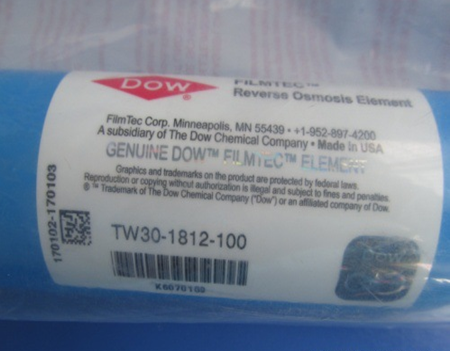 DOW
®
FILMTEC™
Reverse Osmosis Element
FilmTec Corp. Minneapolis, MN 55439 • +1-952-897-4200
A subsidiary of The Dow Chemical Company • Made in USA
GENUINE DOW™ FILMTEC™ ELEMENT
Graphics and trademarks on the product are protected by federal laws.
Reproduction or copying without authorization is illegal and subject to fines and penalties.
®™ Trademark of The Dow Chemical Company ("Dow") or an affiliated company of Dow.
170102-170103
TW30-1812-100
DOW